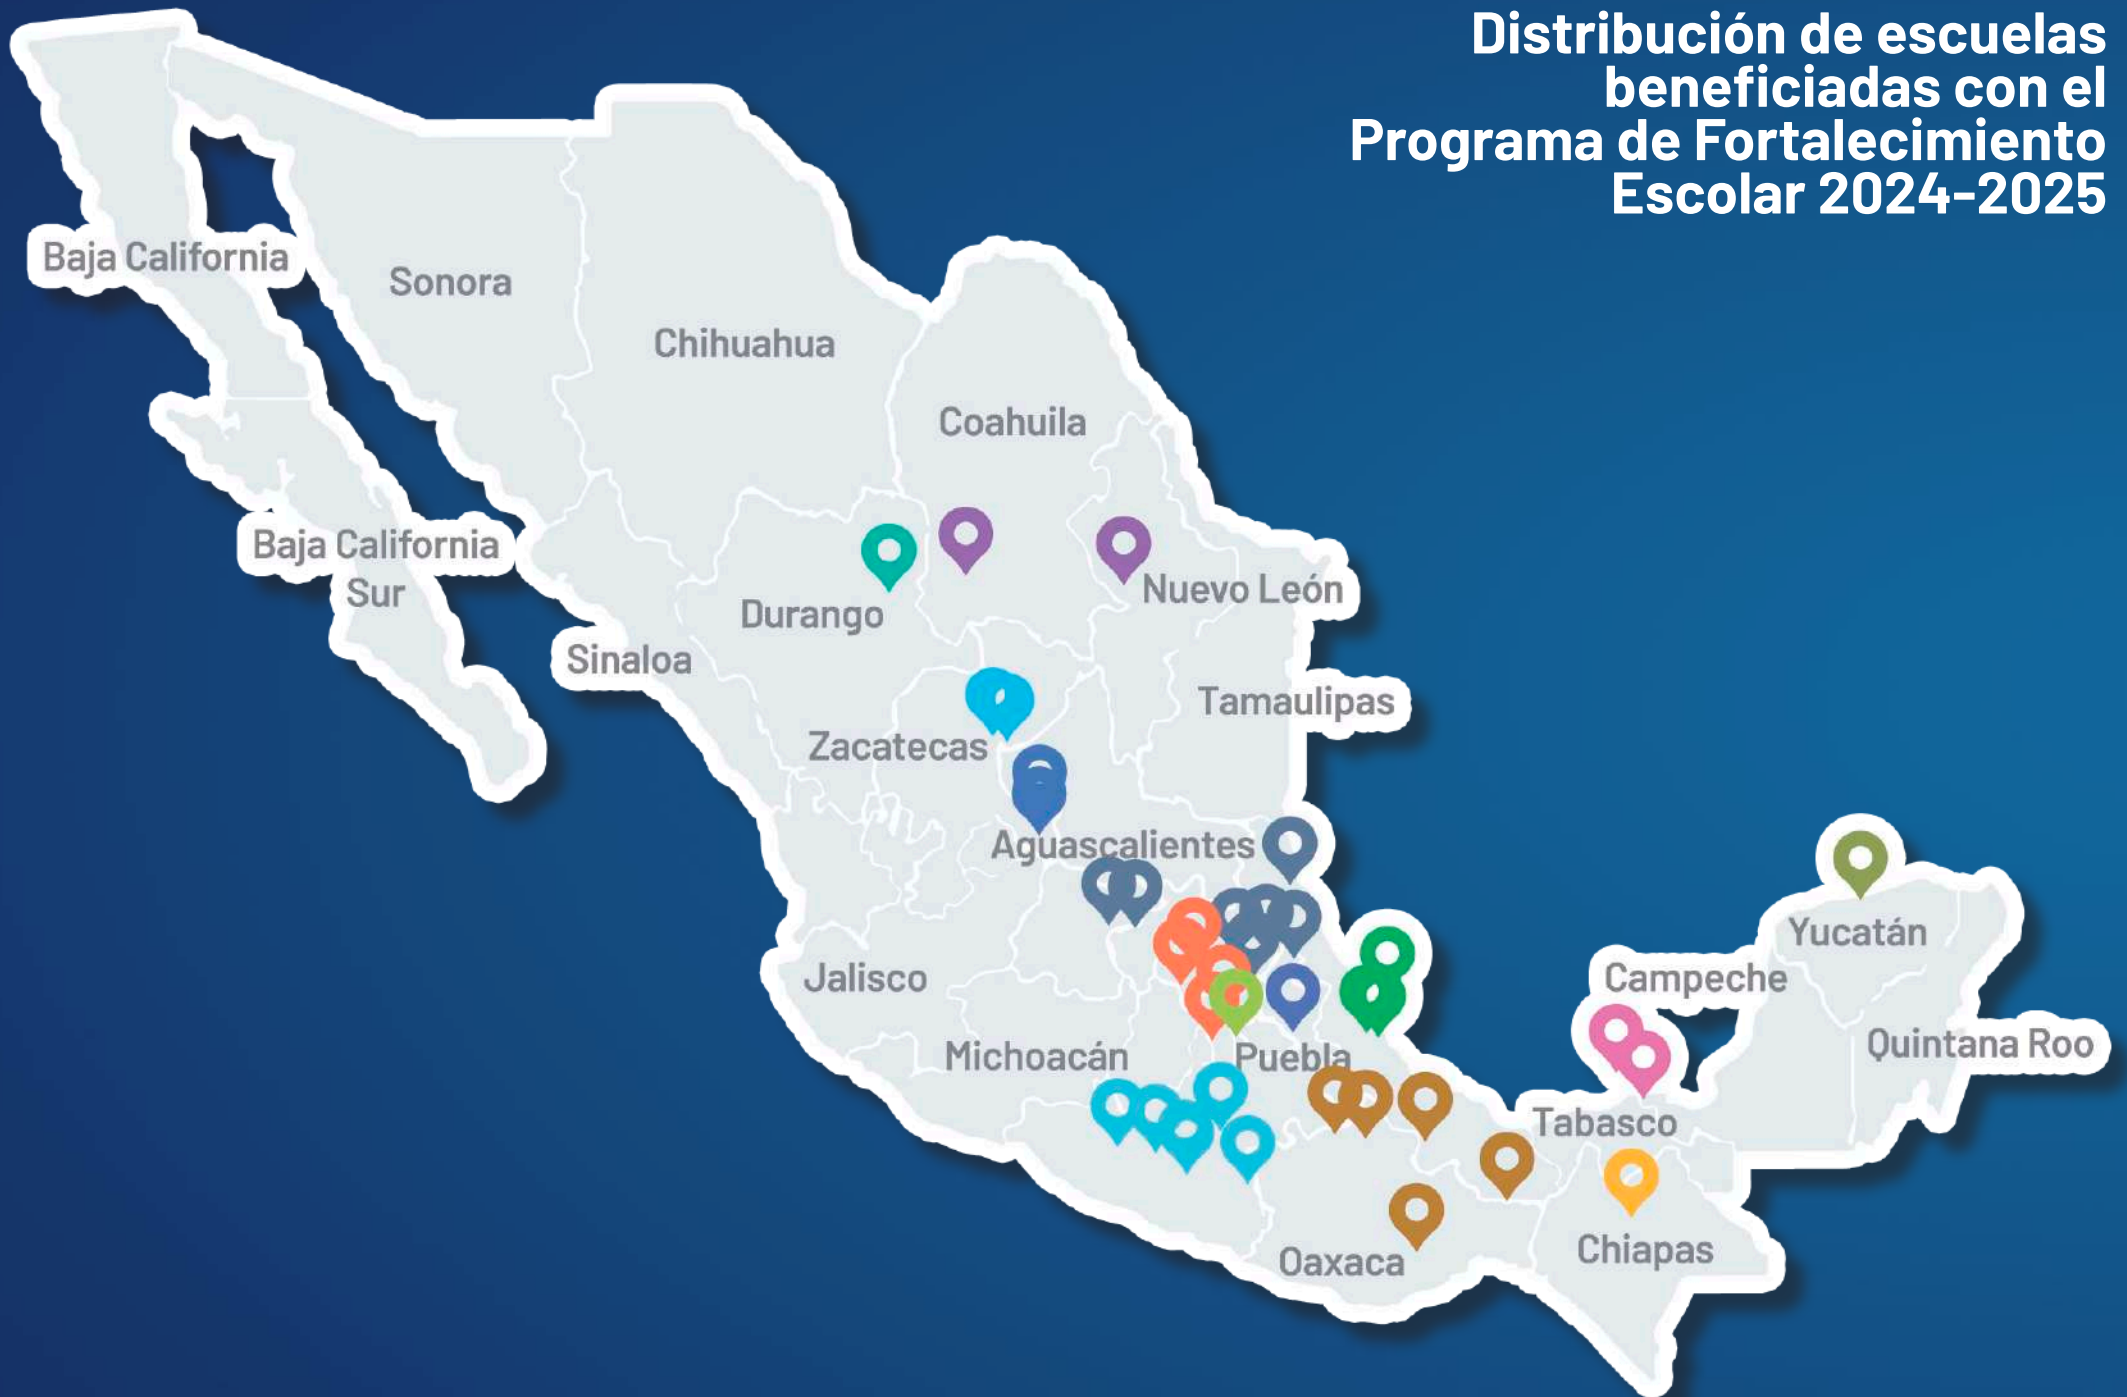 Distribución de escuelas
beneficiadas con el
Programa de Fortalecimiento
Escolar 2024-2025
Baja California
Sonora
Chihuahua
Coahuila
Baja California
Sur
Nuevo León
Durango
Sinaloa
Tamaulipas
Zacatecas
Aguascalientes
Yucatán
Jalisco
Campeche
Quintana Roo
Michoacán
Puebla
Tabasco
Chiapas
Oaxaca